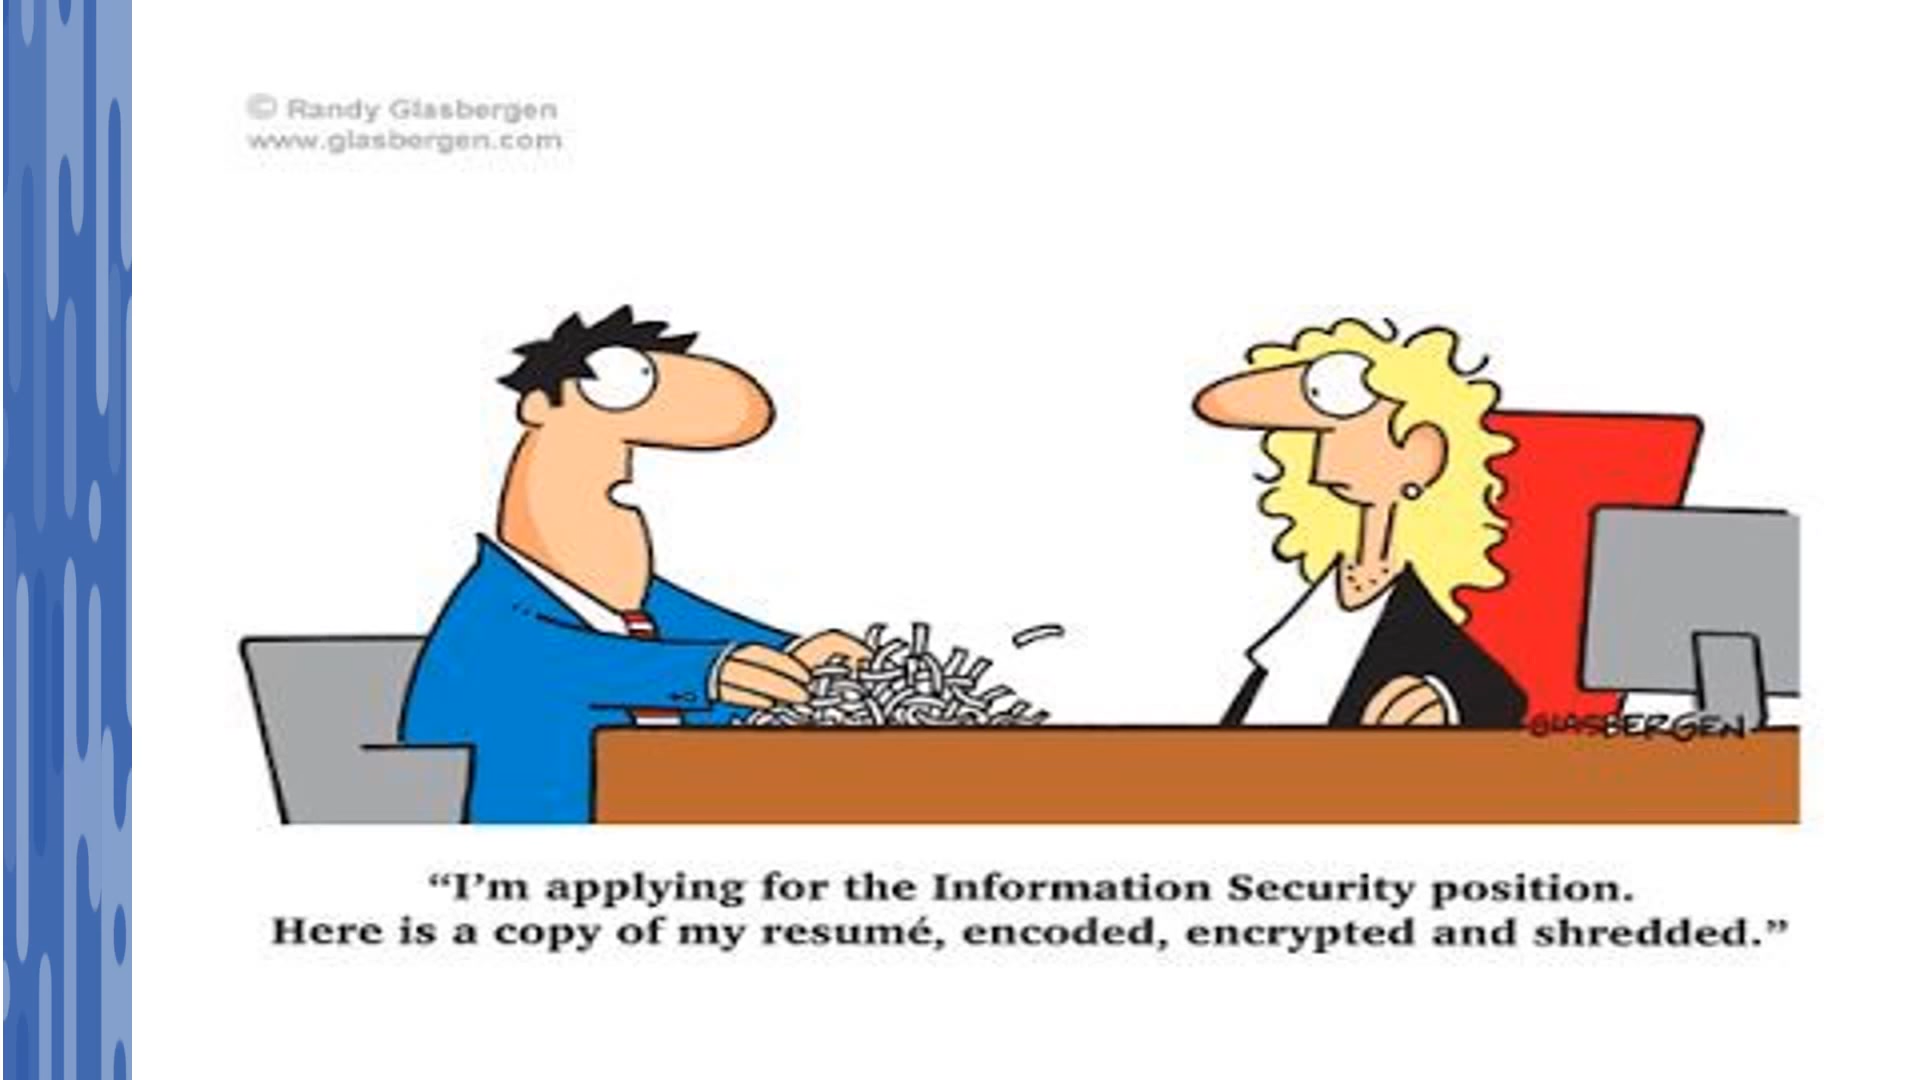 © Randy Glasbergen
www.glasbergen.com
GLASBERGEN
“I’m applying for the Information Security position.
Here is a copy of my resumé, encoded, encrypted and shredded.”